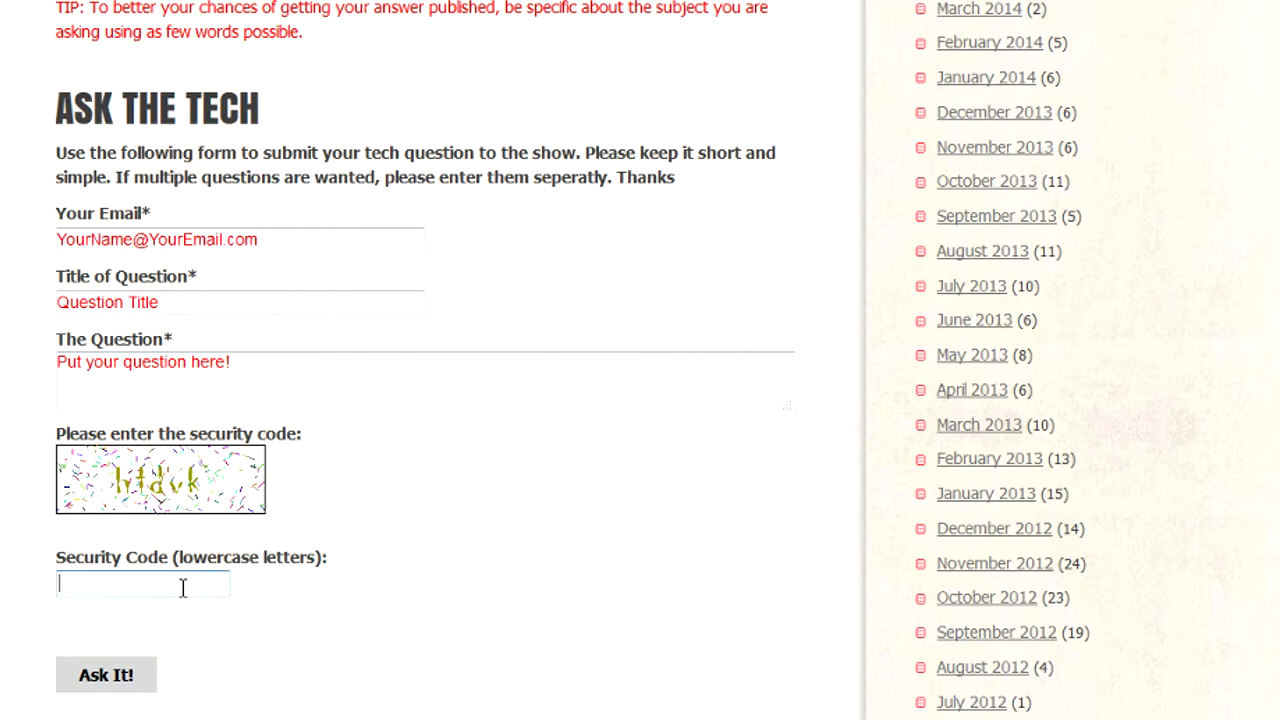 TIP: To better your chances of getting your answer published, be specific about the subject you are
asking using as few words possible.
ASK THE TECH
Use the following form to submit your tech question to the show. Please keep it short and
simple. If multiple questions are wanted, please enter them seperatly. Thanks
Your Email*
YourName@YourEmail.com
Title of Question*
Question Title
The Question*
Put your question here!
Please enter the security code:
Security Code (lowercase letters):
Ask It!
March 2014 (2)
February 2014 (5)
January 2014 (6)
December 2013 (6)
November 2013 (6)
October 2013 (11)
September 2013 (5)
August 2013 (11)
July 2013 (10)
June 2013 (6)
May 2013 (8)
April 2013 (6)
March 2013 (10)
February 2013 (13)
January 2013 (15)
December 2012 (14)
November 2012 (24)
October 2012 (23)
September 2012 (19)
August 2012 (4)
July 2012 (1)